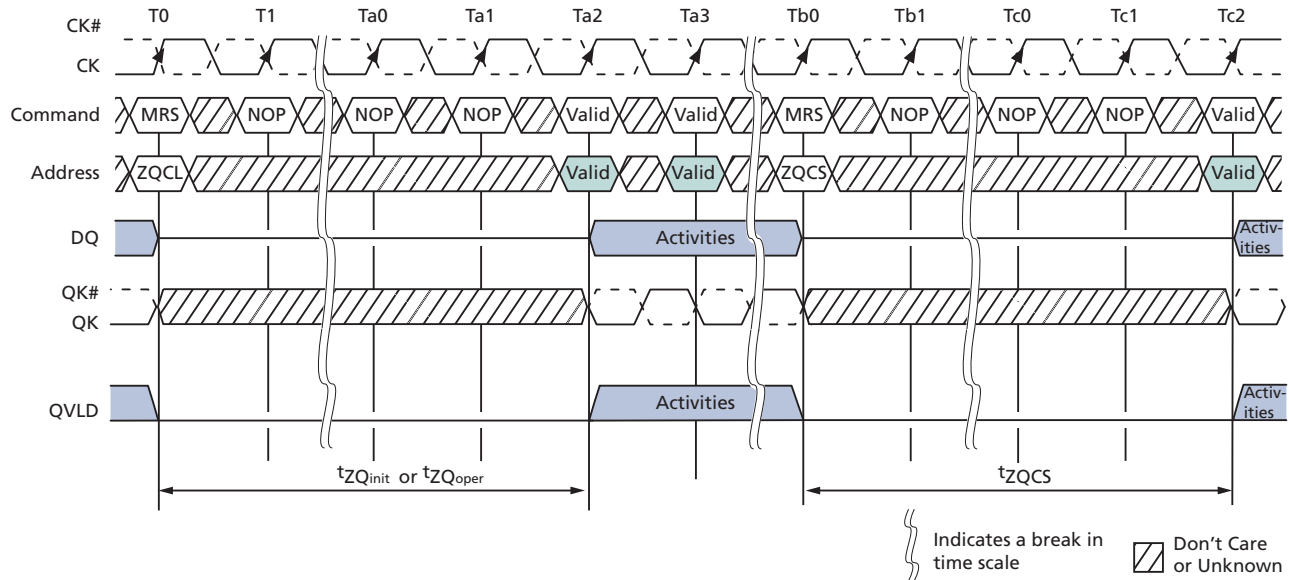 CK# T0 T1 Ta0 Ta1 Ta2 Ta3 Tb0 Tb1 Tc0 Tc1 Tc2
CK
Command MRS NOP NOP NOP Valid Valid MRS NOP NOP NOP Valid
Address ZQCL Valid Valid ZQCS Valid
DQ Activities Activ-
ities
QK#
QK
QVLD Activities Activ-
ities
tZQinit or tZQoper tZQCS
Indicates a break in
time scale
Don't Care
or Unknown